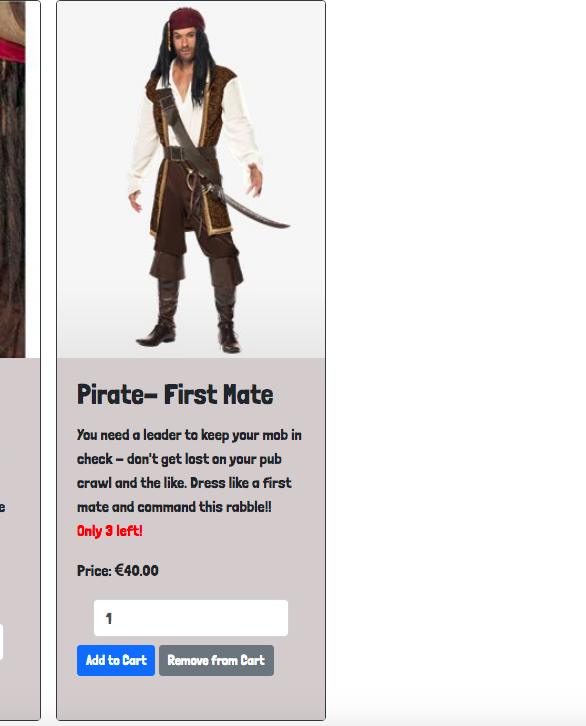 Pirate- First Mate
You need a leader to keep your mob in
check - don't get lost on your pub
crawl and the like. Dress like a first
mate and command this rabble!!
Only 3 left!
Price: €40.00
1
Add to Cart
Remove from Cart